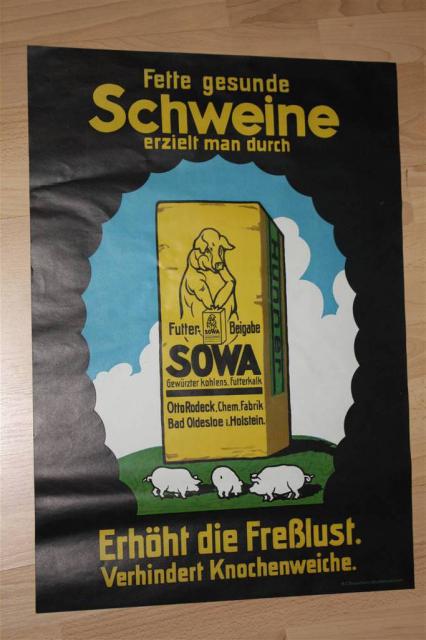 Fette gesunde
Schweine
erzielt man durch
Futter- Beigabe
SOWA
Gewürzter kohlens. Futterkalk
Otto Rodeck, Chem. Fabrik
Bad Oldesloe i. Holstein.
Erhöht die Freßlust.
Verhindert Knochenweiche.